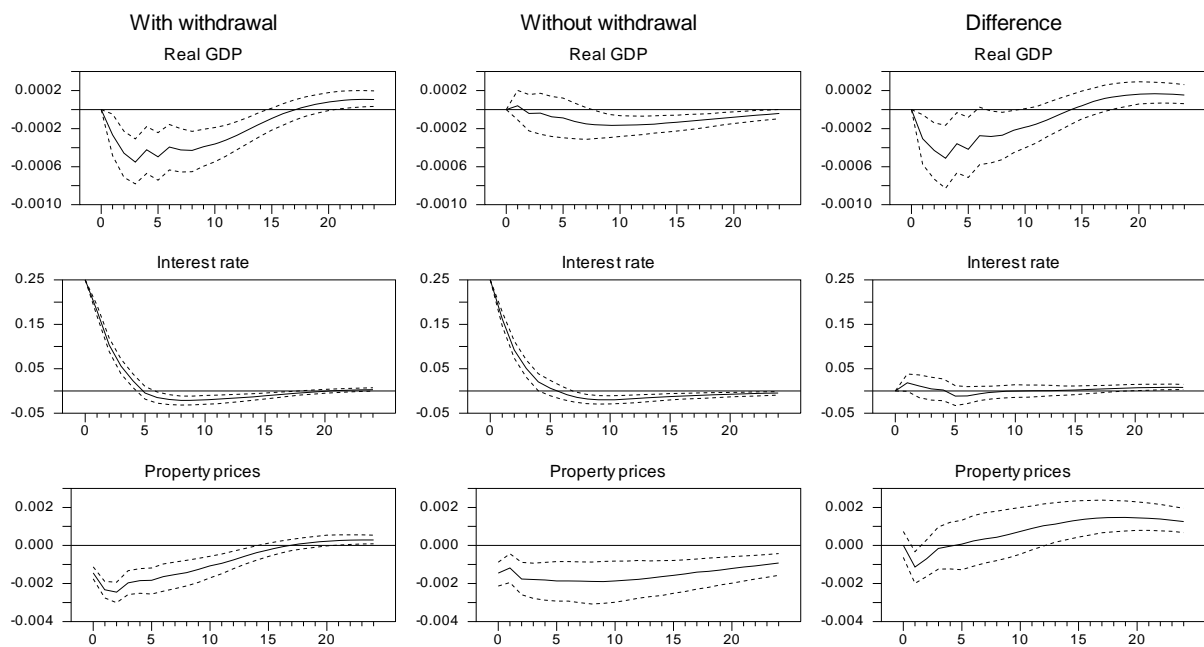 With withdrawal
Without withdrawal
Difference
Real GDP
Real GDP
Real GDP
0.0002
-0.0002
-0.0006
-0.0010
0 5 10 15 20
0.0002
-0.0002
-0.0006
-0.0010
0 5 10 15 20
0.0002
-0.0002
-0.0006
-0.0010
0 5 10 15 20
Interest rate
Interest rate
Interest rate
0.25
0.15
0.05
-0.05
0 5 10 15 20
0.25
0.15
0.05
-0.05
0 5 10 15 20
0.25
0.15
0.05
-0.05
0 5 10 15 20
Property prices
Property prices
Property prices
0.002
0.000
-0.002
-0.004
0 5 10 15 20
0.002
0.000
-0.002
-0.004
0 5 10 15 20
0.002
0.000
-0.002
-0.004
0 5 10 15 20